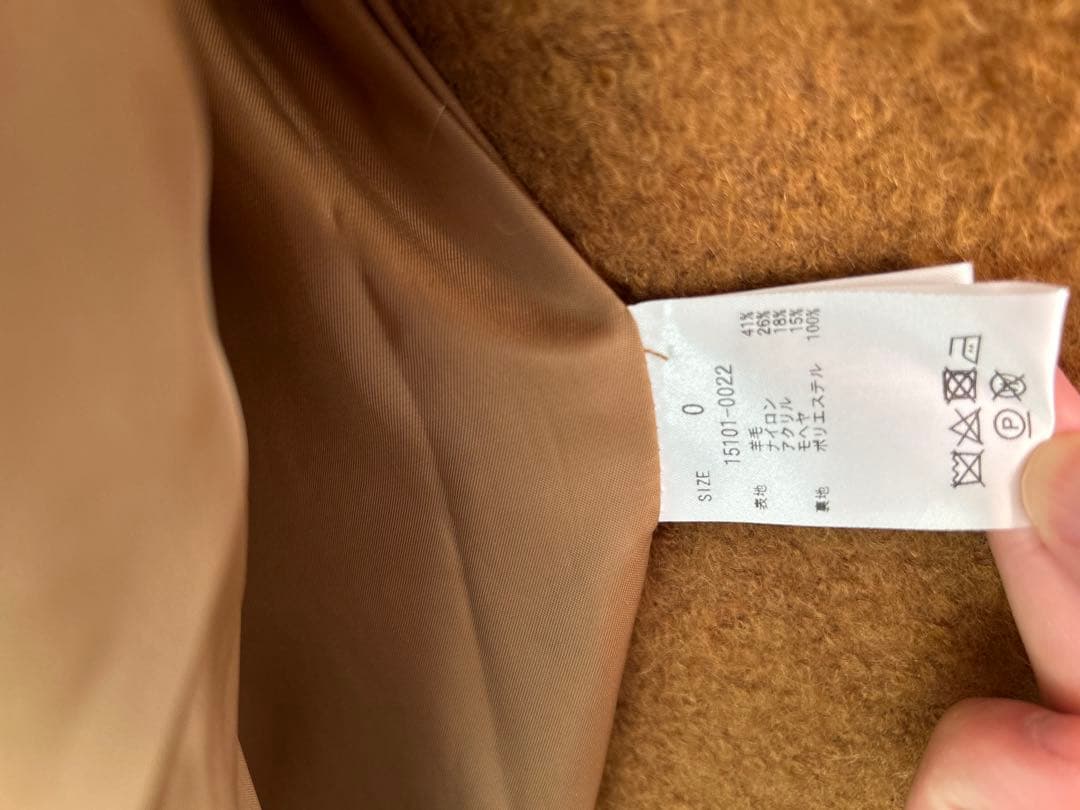 SIZE 0
15101-0022
表地 羊毛 41%
ナイロン 26%
アクリル 18%
モヘヤ 15%
裏地 ポリエステル 100%
P